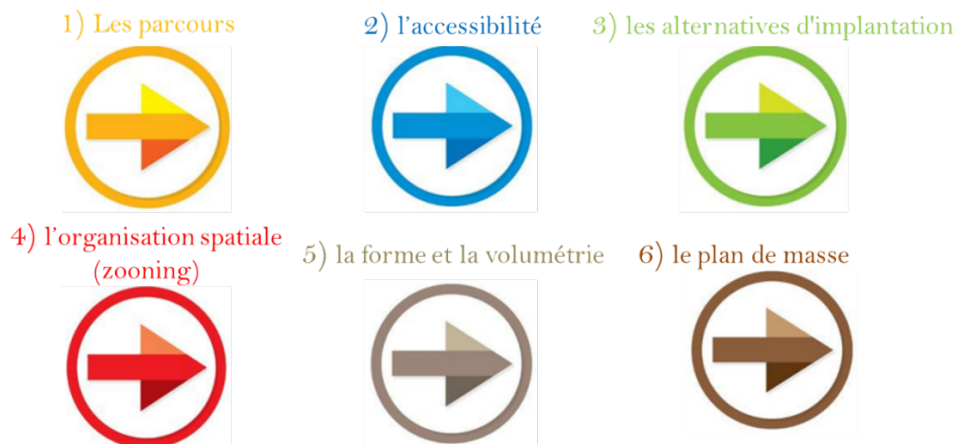 1) Les parcours
2) l'accessibilité
3) les alternatives d'implantation
4) l'organisation spatiale
(zooning)
5) la forme et la volumétrie
6) le plan de masse